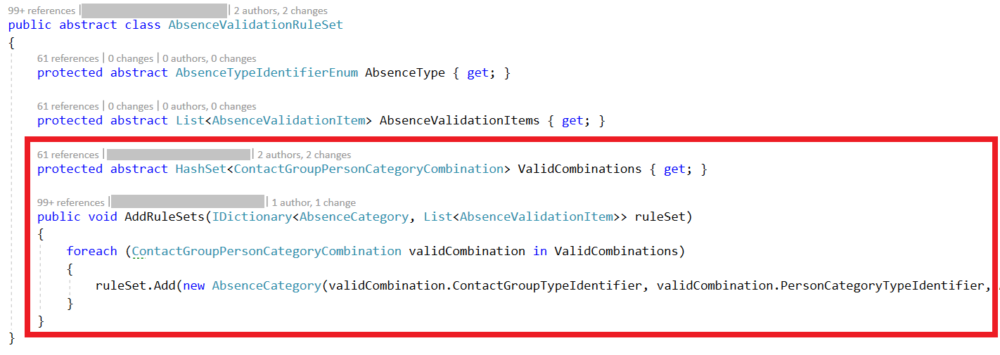 99+ references | | 2 authors, 2 changes
public abstract class AbsenceValidationRuleSet
{
61 references | 0 changes | 0 authors, 0 changes
protected abstract AbsenceTypeIdentifierEnum AbsenceType { get; }
61 references | 0 changes | 0 authors, 0 changes
protected abstract List<AbsenceValidationItem> AbsenceValidationItems { get; }
61 references | | 2 authors, 2 changes
protected abstract HashSet<ContactGroupPersonCategoryCombination> ValidCombinations { get; }
99+ references | | 1 author, 1 change
public void AddRuleSets(IDictionary<AbsenceCategory, List<AbsenceValidationItem>> ruleSet)
{
foreach (ContactGroupPersonCategoryCombination validCombination in ValidCombinations)
{
ruleSet.Add(new AbsenceCategory(validCombination.ContactGroupTypeIdentifier, validCombination.PersonCategoryTypeIdentifier,
}
}
}